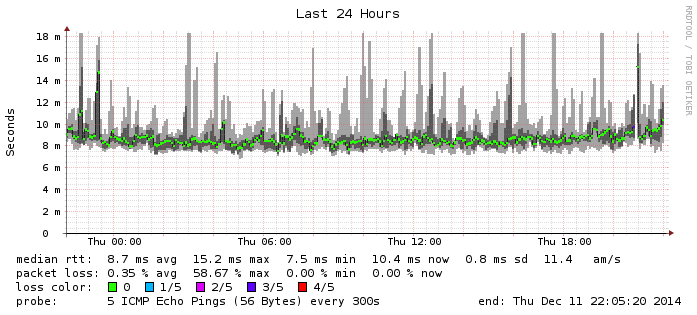 Last 24 Hours
RRDTOOL / TOBI OETIKER
Seconds
18 m
16 m
14 m
12 m
10 m
8 m
6 m
4 m
2 m
0
Thu 00:00 Thu 06:00 Thu 12:00 Thu 18:00
median rtt: 8.7 ms avg 15.2 ms max 7.5 ms min 10.4 ms now 0.8 ms sd 11.4 am/s
packet loss: 0.35 % avg 58.67 % max 0.00 % min 0.00 % now
loss color: 0 1/5 2/5 3/5 4/5
probe: 5 ICMP Echo Pings (56 Bytes) every 300s end: Thu Dec 11 22:05:20 2014